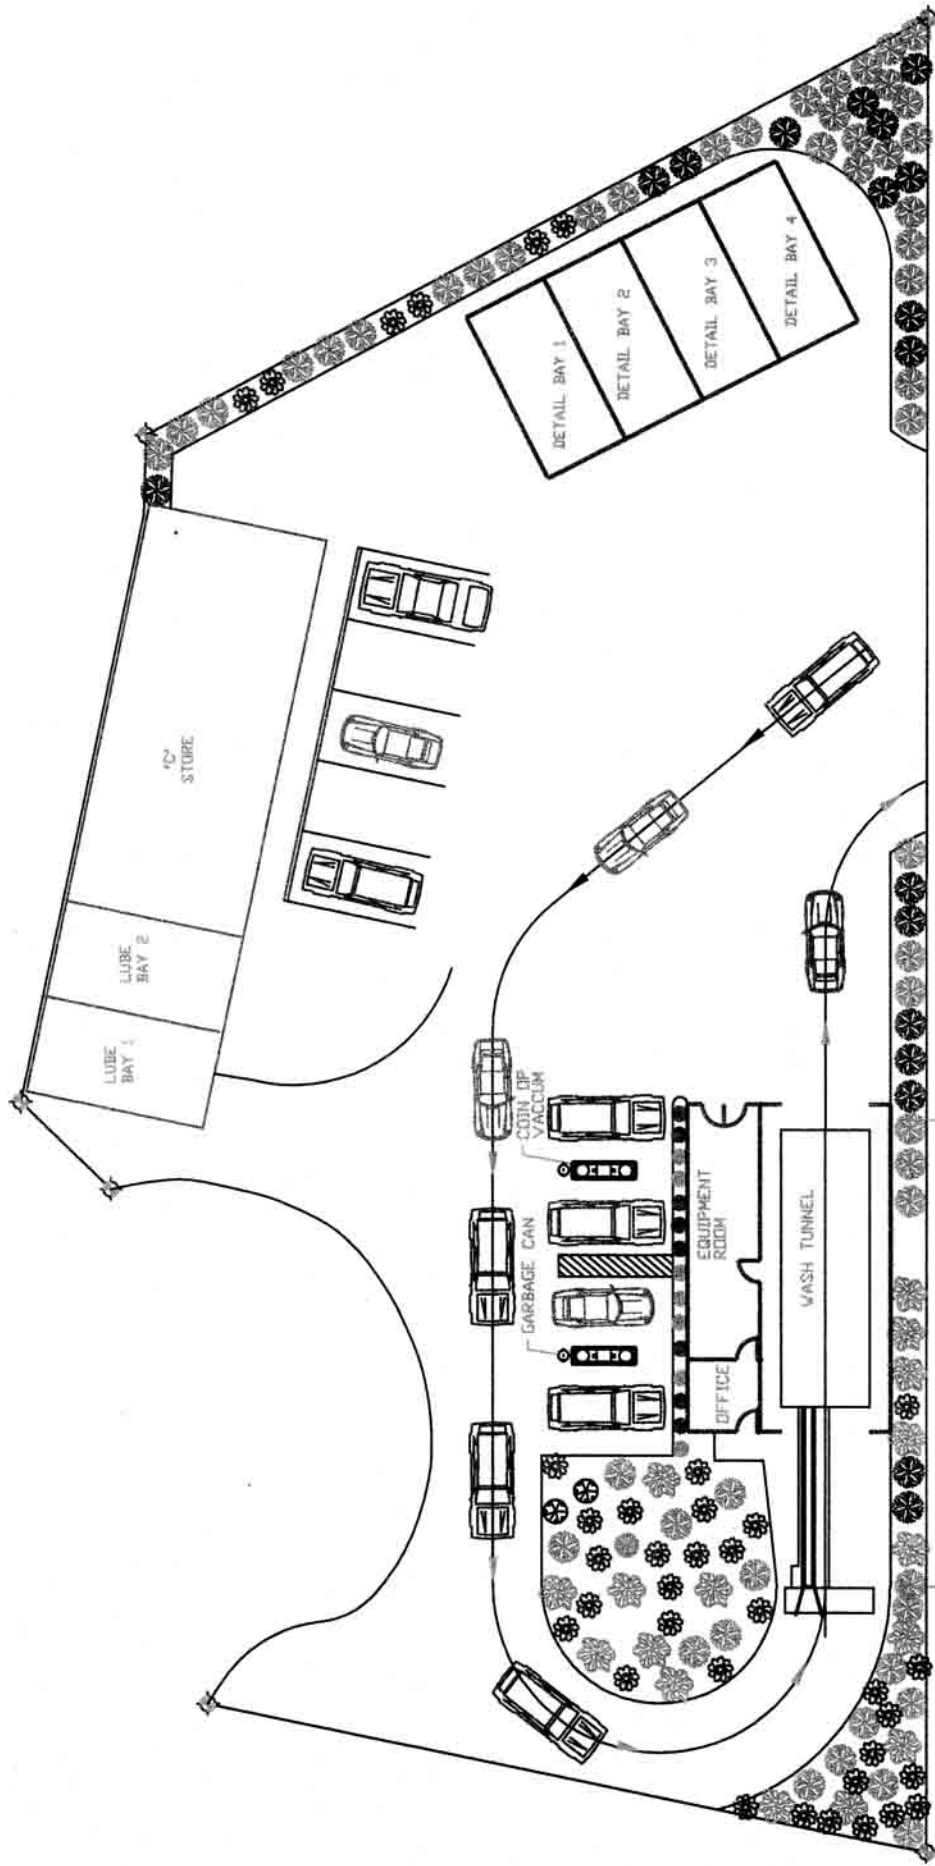 DETAIL BAY 1
DETAIL BAY 2
DETAIL BAY 3
DETAIL BAY 4
"C"
STORE
LUBE
BAY 2
LUBE
BAY 1
COIN OP
VACCUM
GARBAGE CAN
EQUIPMENT
ROOM
OFFICE
WASH TUNNEL